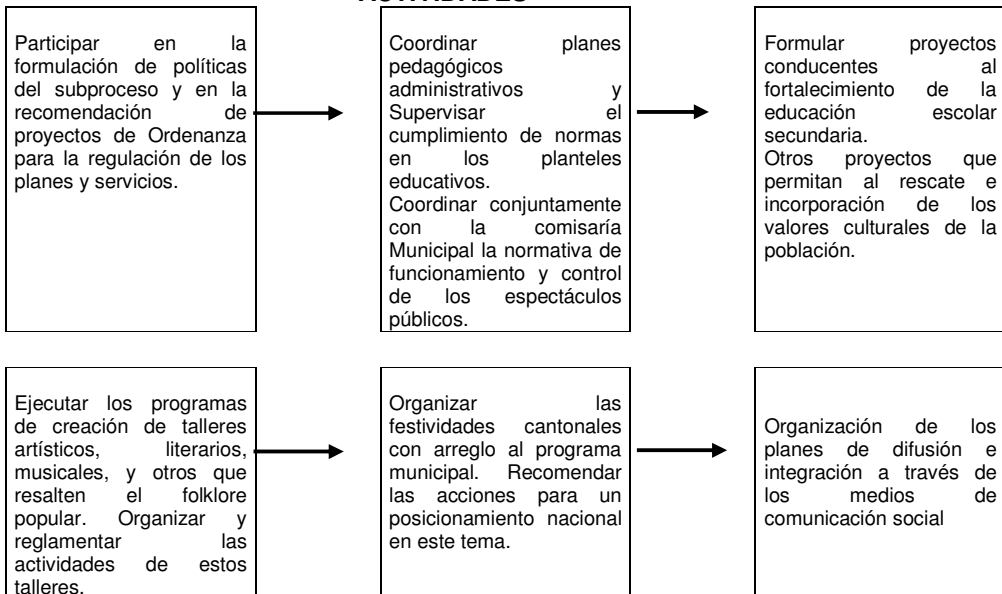 ACTIVIDADES
Participar en la
formulación de políticas
del subproceso y en la
recomendación de
proyectos de Ordenanza
para la regulación de los
planes y servicios.
Coordinar planes
pedagógicos
administrativos y
Supervisar el
cumplimiento de normas
en los planteles
educativos.
Coordinar conjuntamente
con la comisaría
Municipal la normativa de
funcionamiento y control
de los espectáculos
públicos.
Formular proyectos
conducentes al
fortalecimiento de la
educación escolar
secundaria.
Otros proyectos que
permitan al rescate e
incorporación de los
valores culturales de la
población.
Ejecutar los programas
de creación de talleres
artísticos, literarios,
musicales, y otros que
resalten el folklore
popular. Organizar y
reglamentar las
actividades de estos
talleres.
Organizar las
festividades cantonales
con arreglo al programa
municipal. Recomendar
las acciones para un
posicionamiento nacional
en este tema.
Organización de los
planes de difusión e
integración a través de
los medios de
comunicación social